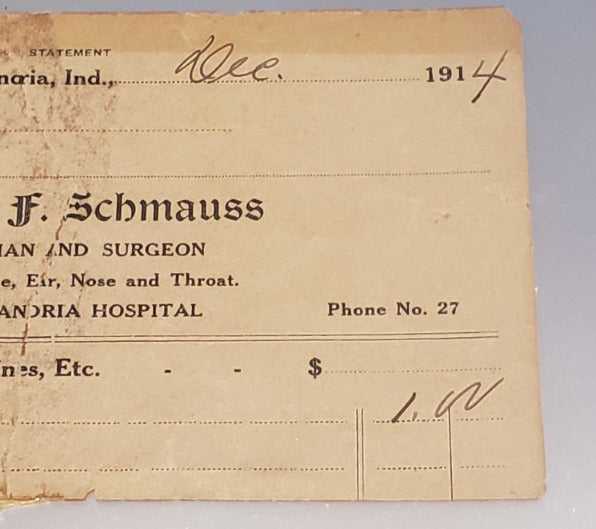 STATEMENT
ndria, Ind., Dec. 1914
F. Schmauss
IAN AND SURGEON
e, Ear, Nose and Throat.
ANDRIA HOSPITAL Phone No. 27
nes, Etc. - - $
1.00